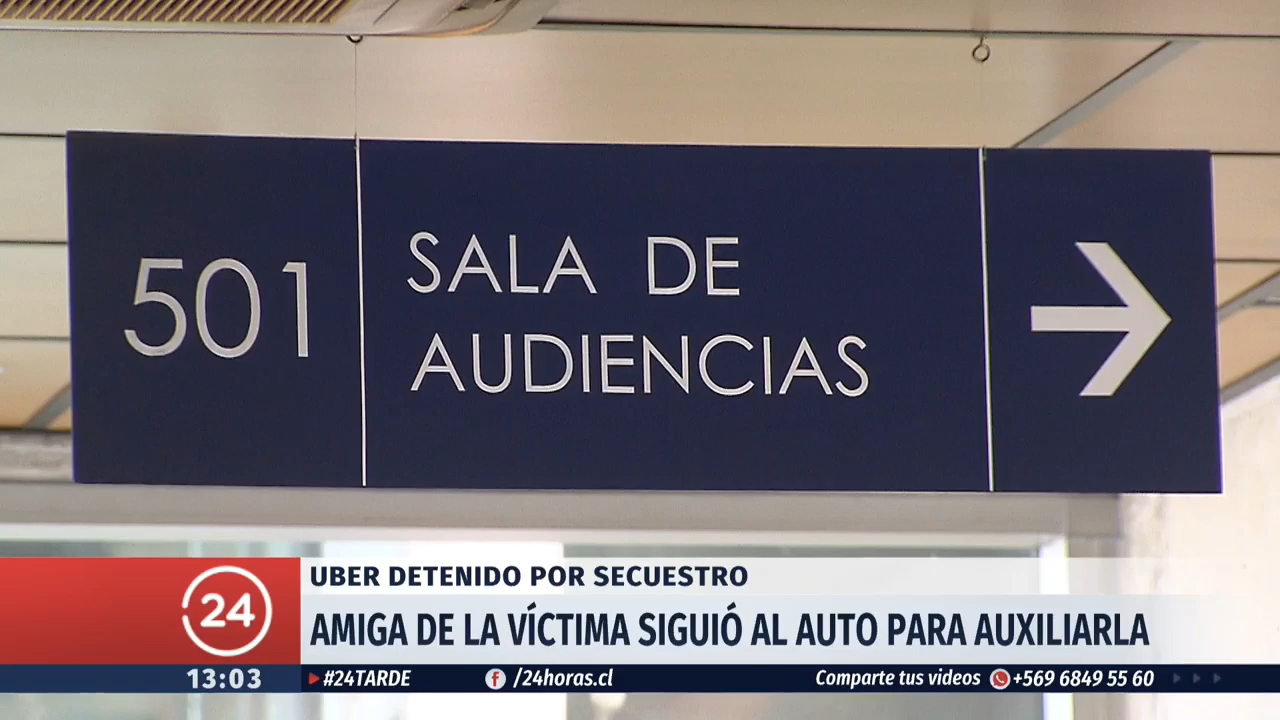 501
SALA DE
AUDIENCIAS
24
UBER DETENIDO POR SECUESTRO
AMIGA DE LA VÍCTIMA SIGUIÓ AL AUTO PARA AUXILIARLA
13:03
#24TARDE
/24horas.cl
Comparte tus videos +569 6849 55 60